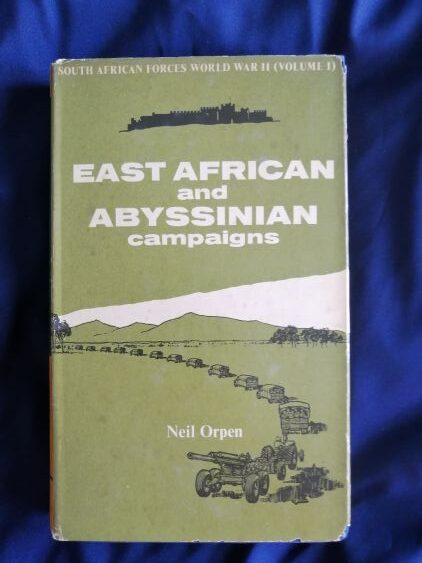 SOUTH AFRICAN FORCES WORLD WAR II (VOLUME I)
EAST AFRICAN
and
ABYSSINIAN
campaigns
Neil Orpen